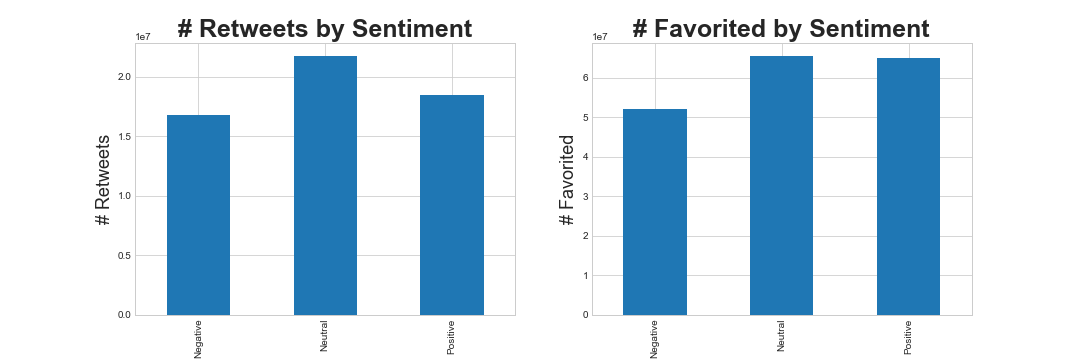 # Retweets by Sentiment
1e7
2.0
1.5
1.0
0.5
0.0
# Retweets
Negative
Neutral
Positive
# Favorited by Sentiment
1e7
6
5
4
3
2
1
0
# Favorited
Negative
Neutral
Positive